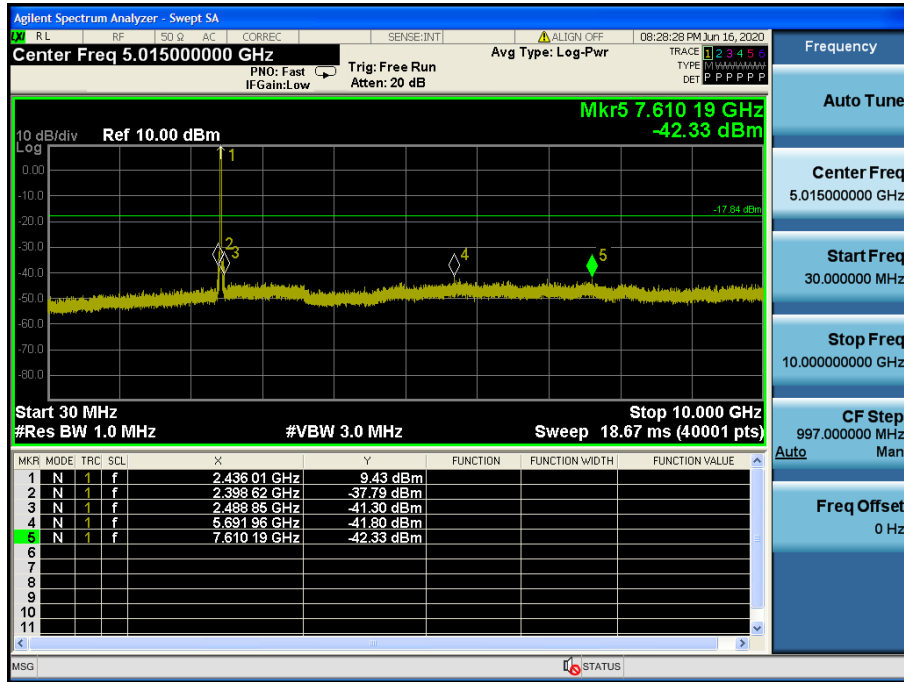 Agilent Spectrum Analyzer - Swept SA
LXI RL RF 50 Ω AC CORREC SENSE:INT ALIGN OFF 08:28:28 PM Jun 16, 2020
Center Freq 5.015000000 GHz
PNO: Fast
IFGain:Low
Trig: Free Run
Atten: 20 dB
Avg Type: Log-Pwr
TRACE 1 2 3 4 5 6
TYPE M WWWWW
DET P P P P P P
Mkr5 7.610 19 GHz
-42.33 dBm
10 dB/div Ref 10.00 dBm
Log
1
0.00
-10.0
-17.84 dBm
-20.0
-30.0
2
3
4
5
-40.0
-50.0
-60.0
-70.0
-80.0
Start 30 MHz Stop 10.000 GHz
#Res BW 1.0 MHz #VBW 3.0 MHz Sweep 18.67 ms (40001 pts)
MKR MODE TRC SCL X Y FUNCTION FUNCTION WIDTH FUNCTION VALUE
1 N 1 f 2.436 01 GHz 9.43 dBm
2 N 1 f 2.398 62 GHz -37.79 dBm
3 N 1 f 2.488 85 GHz -41.30 dBm
4 N 1 f 5.691 96 GHz -41.80 dBm
5 N 1 f 7.610 19 GHz -42.33 dBm
6
7
8
9
10
11
MSG STATUS
Frequency
Auto Tune
Center Freq
5.015000000 GHz
Start Freq
30.000000 MHz
Stop Freq
10.000000000 GHz
CF Step
997.000000 MHz
Auto Man
Freq Offset
0 Hz